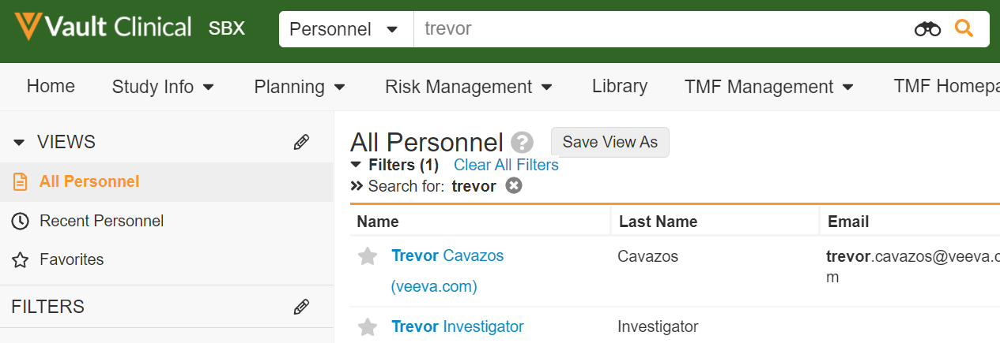 Vault Clinical SBX Personnel trevor
Home Study Info Planning Risk Management Library TMF Management TMF Homepa
VIEWS
All Personnel
Recent Personnel
Favorites
FILTERS
All Personnel ? Save View As
Filters (1) Clear All Filters
Search for: trevor
Name Last Name Email
Trevor Cavazos Cavazos trevor.cavazos@veeva.c
(veeva.com) m
Trevor Investigator Investigator